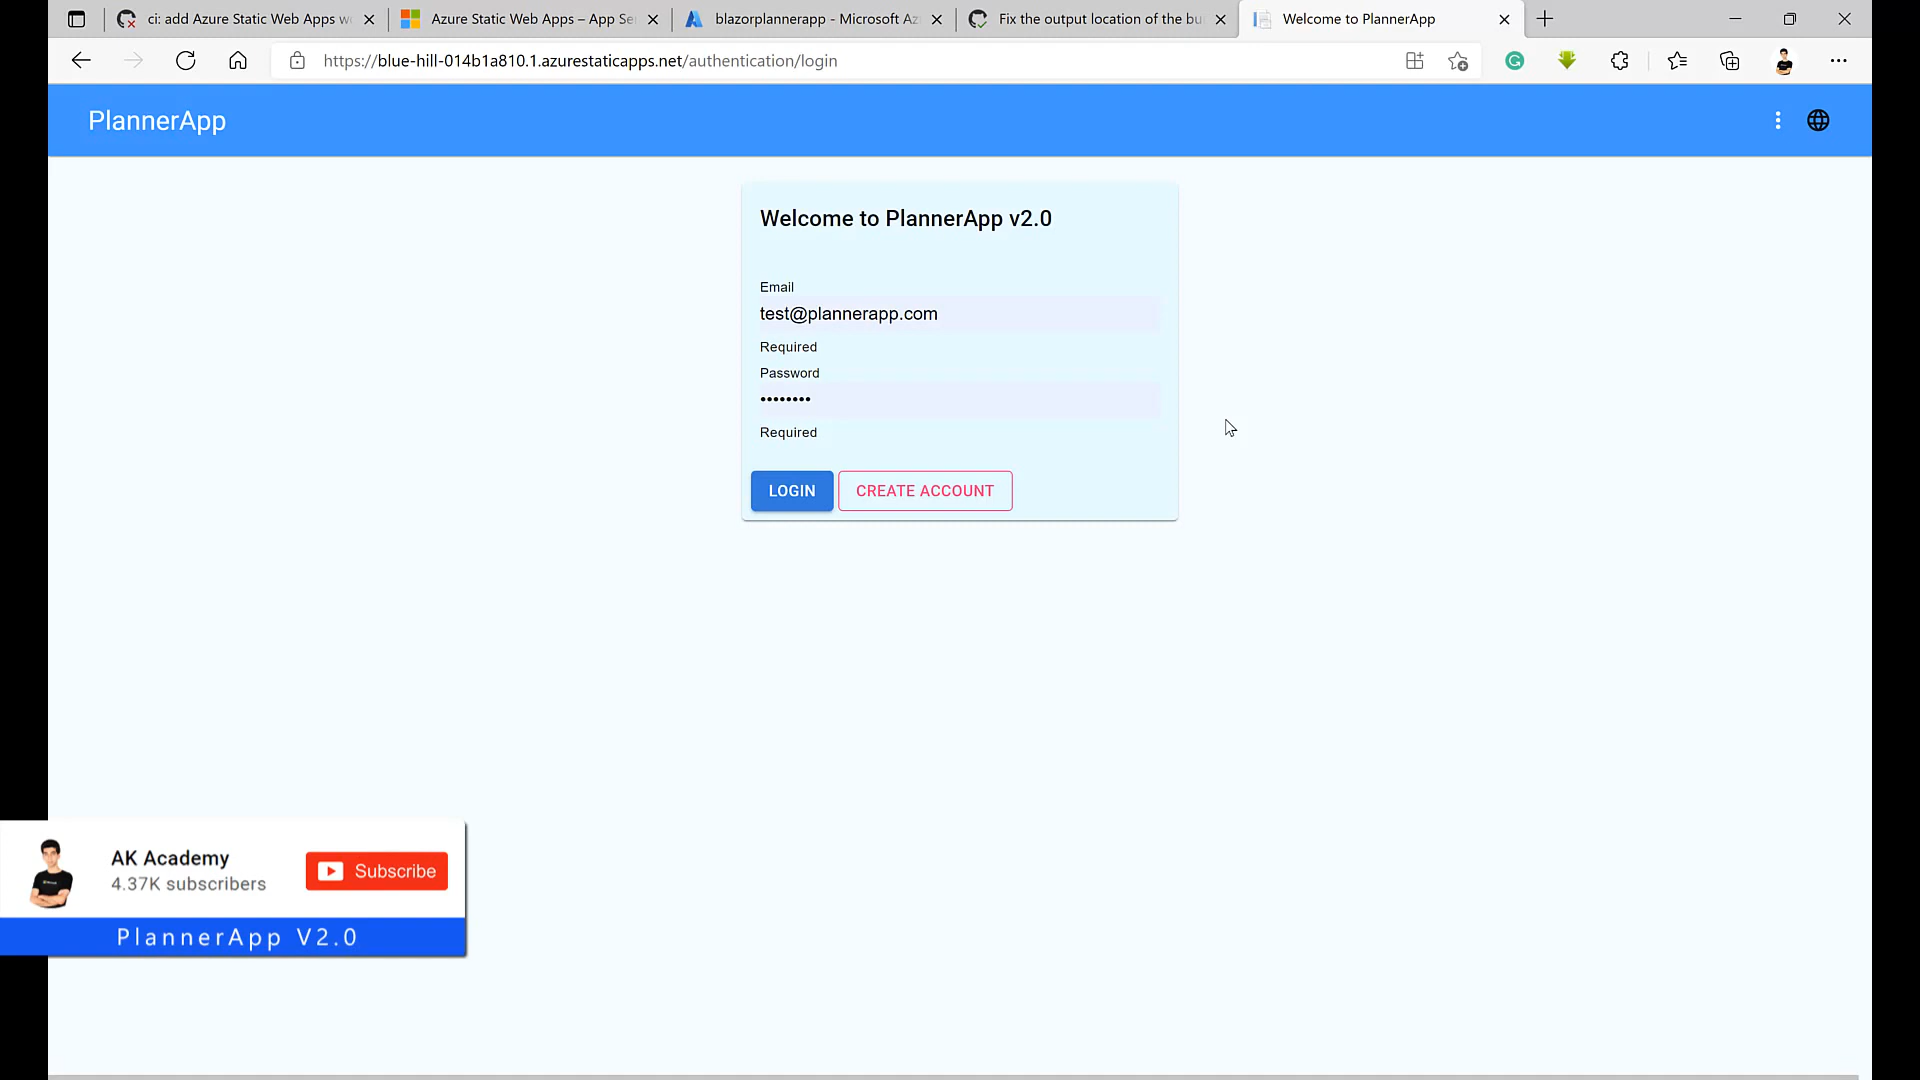 ci: add Azure Static Web Apps w
Azure Static Web Apps – App Se
blazorplannerapp - Microsoft Az
Fix the output location of the bu
Welcome to PlannerApp
https://blue-hill-014b1a810.1.azurestaticapps.net/authentication/login
PlannerApp
Welcome to PlannerApp v2.0
Email
test@plannerapp.com
Required
Password
••••••••
Required
LOGIN
CREATE ACCOUNT
AK Academy
4.37K subscribers
Subscribe
PlannerApp V2.0